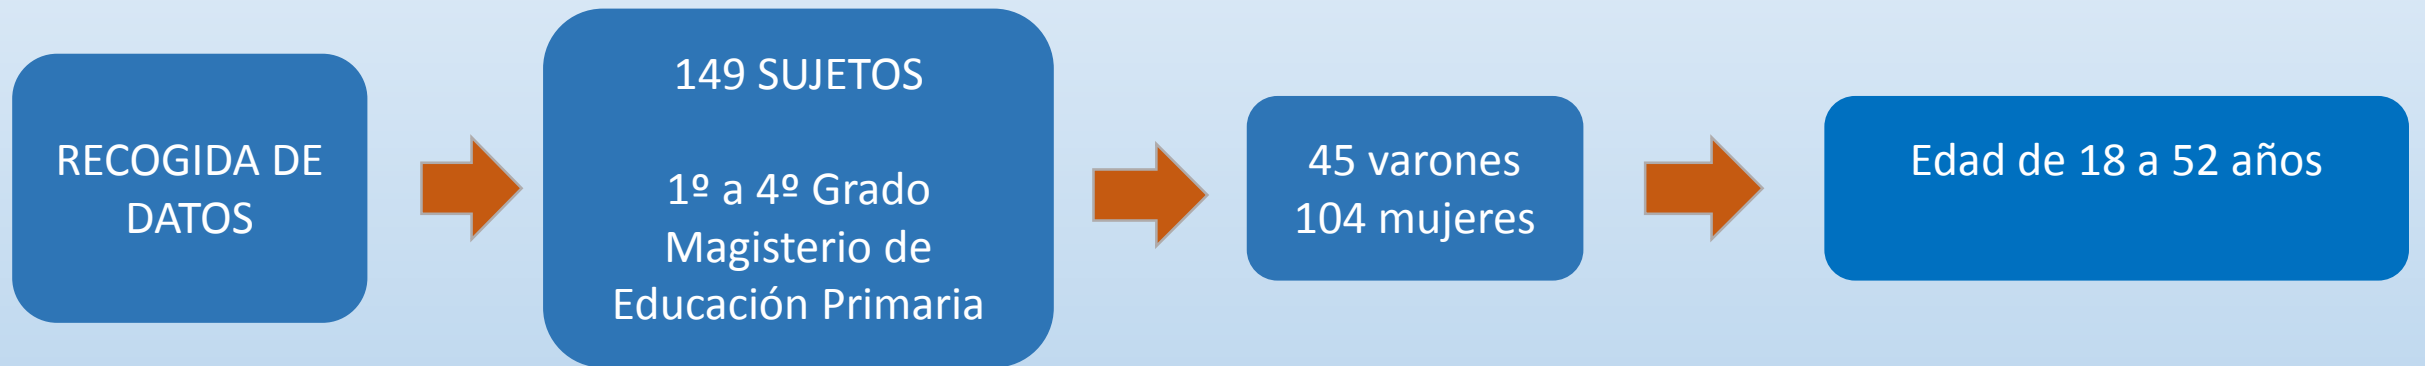 RECOGIDA DE
DATOS
149 SUJETOS
1º a 4º Grado
Magisterio de
Educación Primaria
45 varones
104 mujeres
Edad de 18 a 52 años